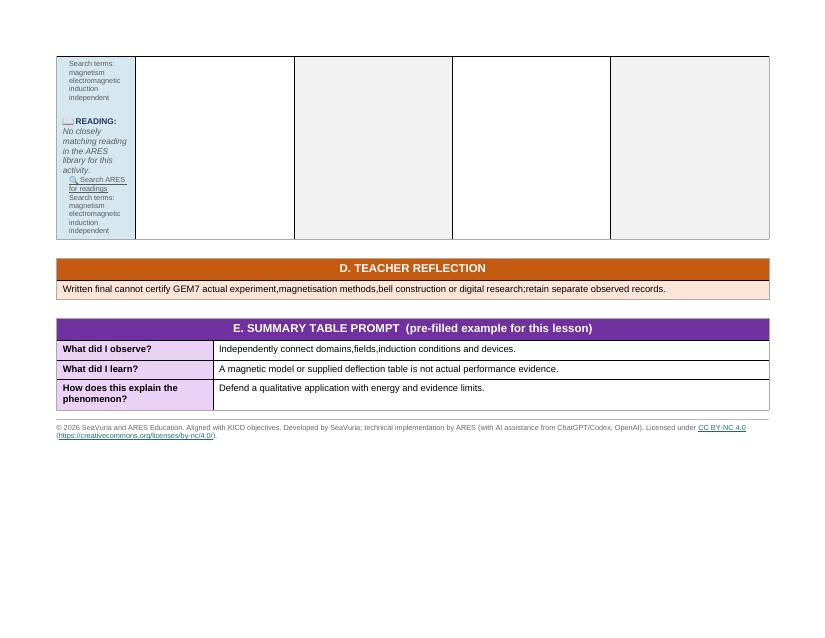 Search terms:
magnetism
electromagnetic
induction
independent
📖 READING:
No closely
matching reading
in the ARES
library for this
activity.
🔍 Search ARES
for readings
Search terms:
magnetism
electromagnetic
induction
independent
D. TEACHER REFLECTION
Written final cannot certify GEM7 actual experiment,magnetisation methods,bell construction or digital research;retain separate observed records.
E. SUMMARY TABLE PROMPT (pre-filled example for this lesson)
What did I observe? Independently connect domains,fields,induction conditions and devices.
What did I learn? A magnetic model or supplied deflection table is not actual performance evidence.
How does this explain the Defend a qualitative application with energy and evidence limits.
phenomenon?
© 2026 SeaVuria and ARES Education. Aligned with KICD objectives. Developed by SeaVuria; technical implementation by ARES (with AI assistance from ChatGPT/Codex, OpenAI). Licensed under CC BY-NC 4.0
(https://creativecommons.org/licenses/by-nc/4.0/).